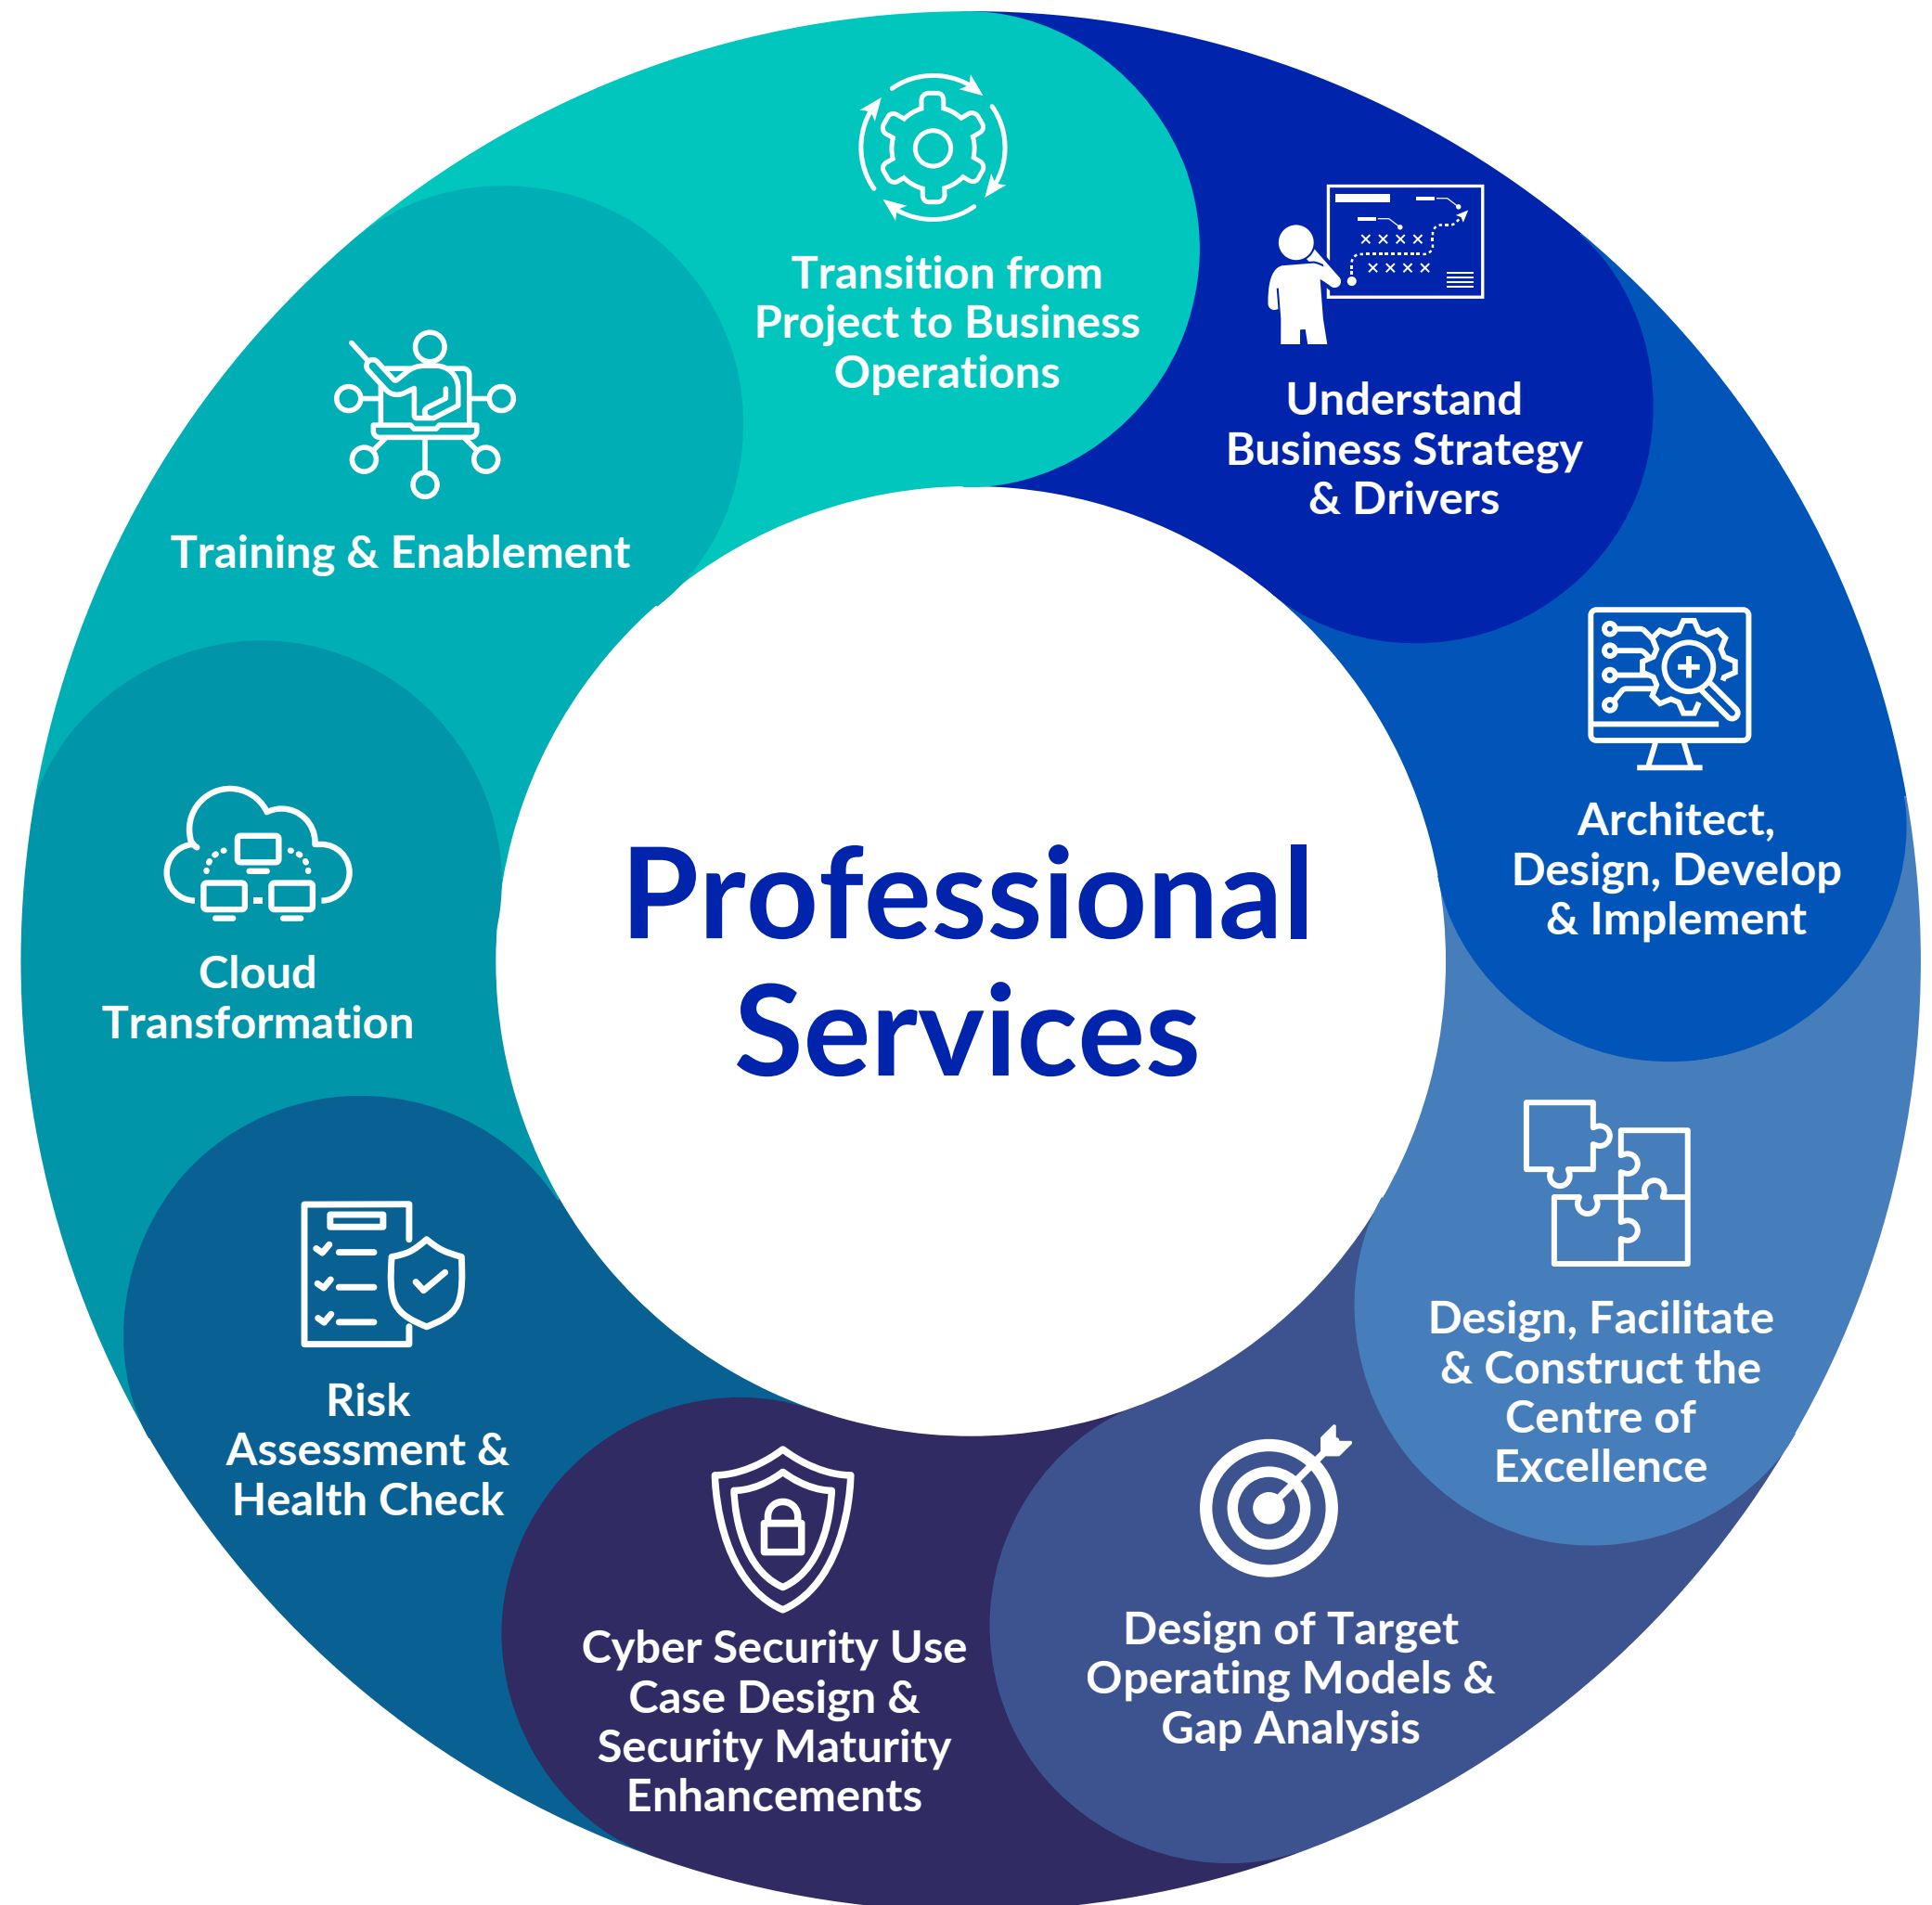 Transition from
Project to Business
Operations
Understand
Business Strategy
& Drivers
Architect,
Design, Develop
& Implement
Design, Facilitate
& Construct the
Centre of
Excellence
Design of Target
Operating Models &
Gap Analysis
Cyber Security Use
Case Design &
Security Maturity
Enhancements
Risk
Assessment &
Health Check
Cloud
Transformation
Training & Enablement
Professional
Services